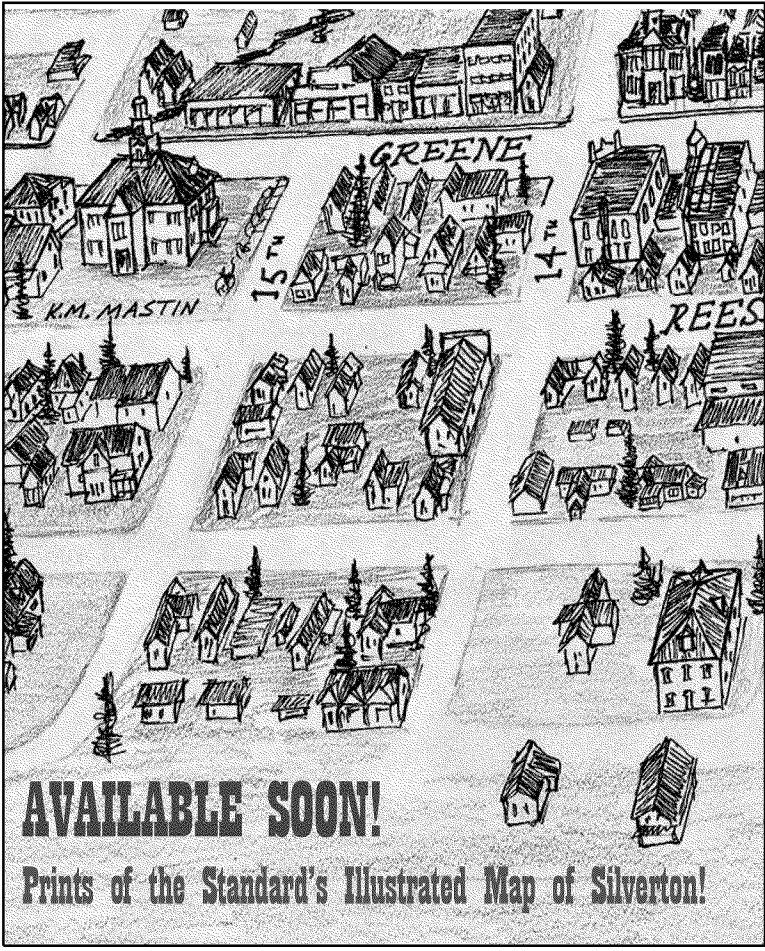 GREENE
15TH
14TH
K.M. MASTIN
REES
AVAILABLE SOON!
Prints of the Standard's Illustrated Map of Silverton!